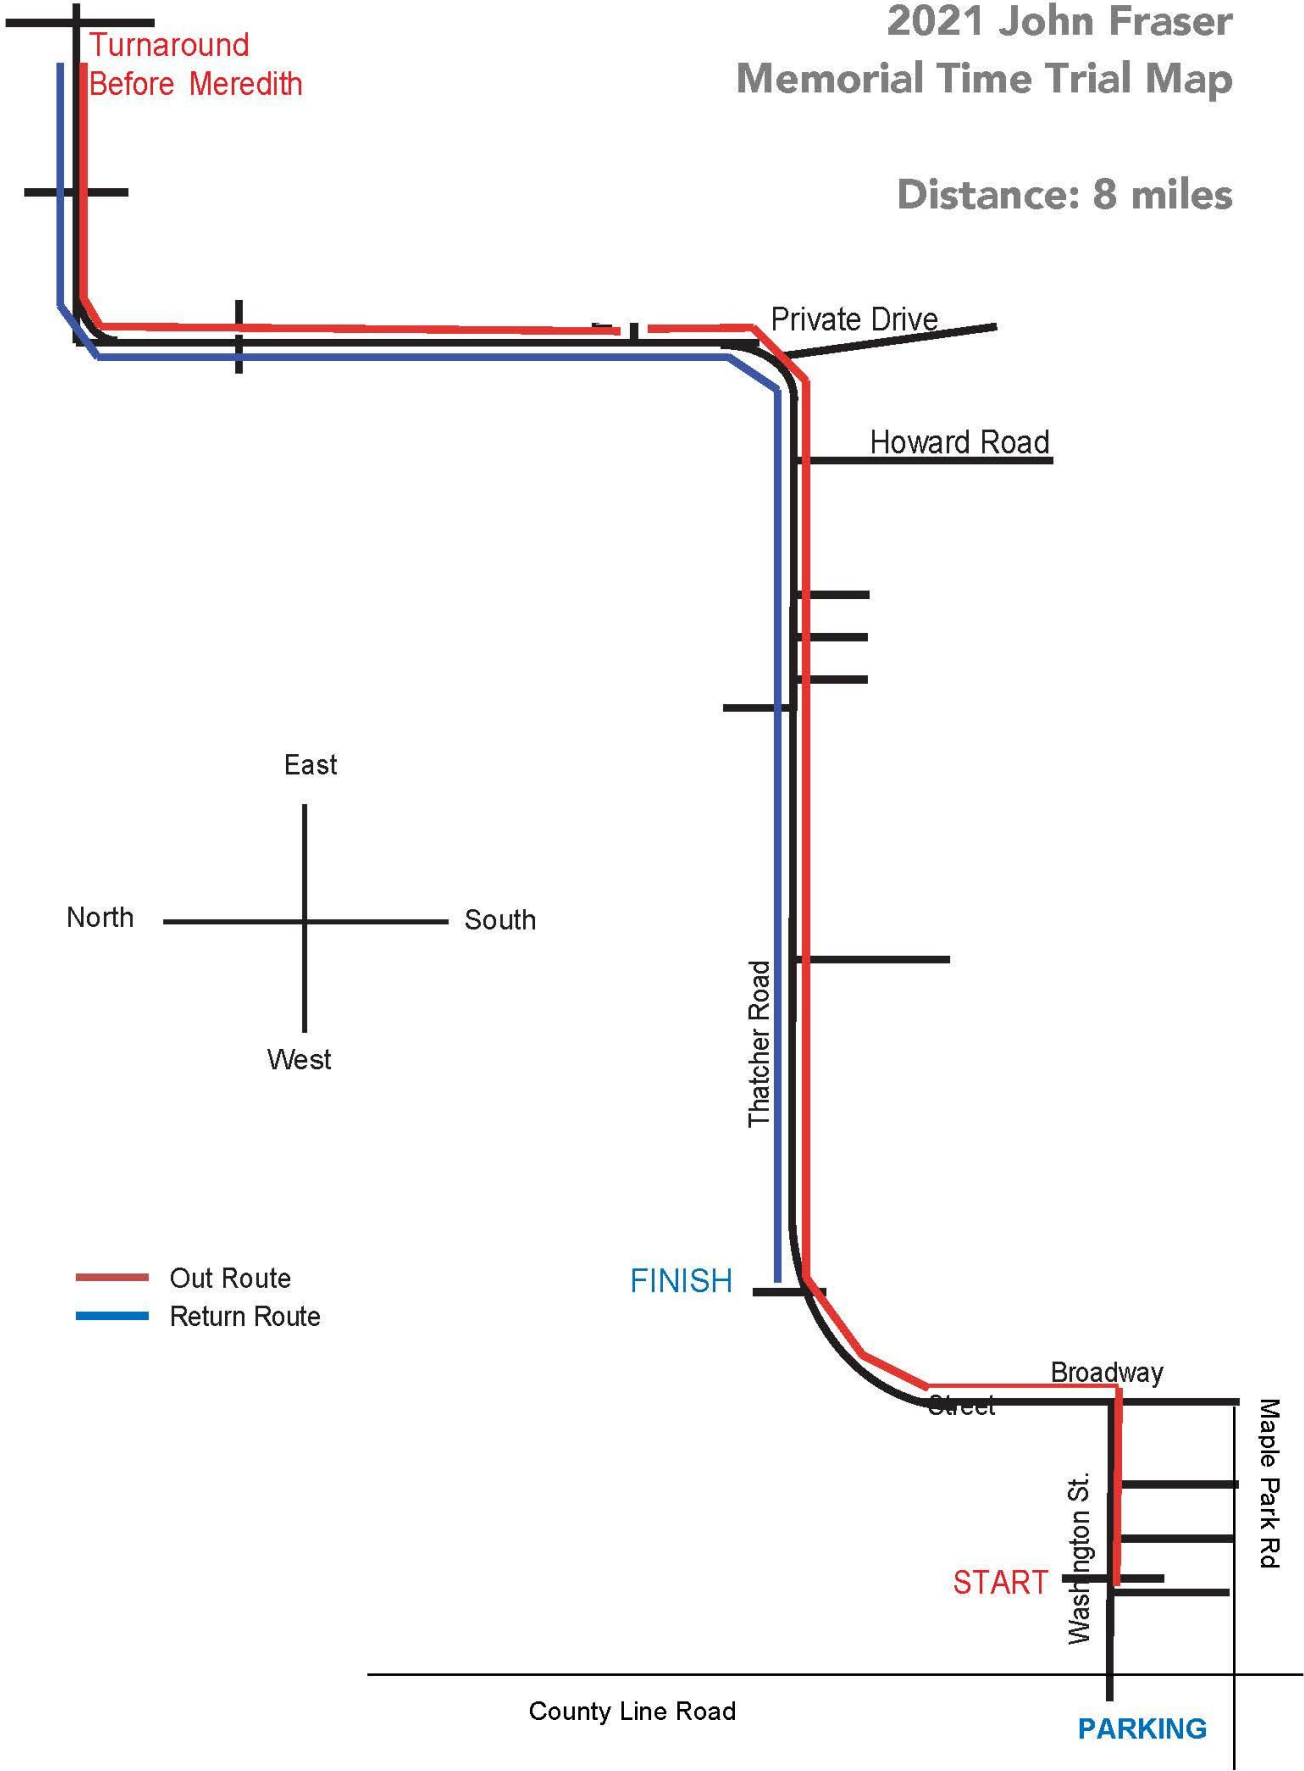 2021 John Fraser
Memorial Time Trial Map
Distance: 8 miles
Turnaround
Before Meredith
Private Drive
Howard Road
East
North
South
West
Thatcher Road
Out Route
Return Route
FINISH
Broadway
Street
Maple Park Rd
Washington St.
START
County Line Road
PARKING